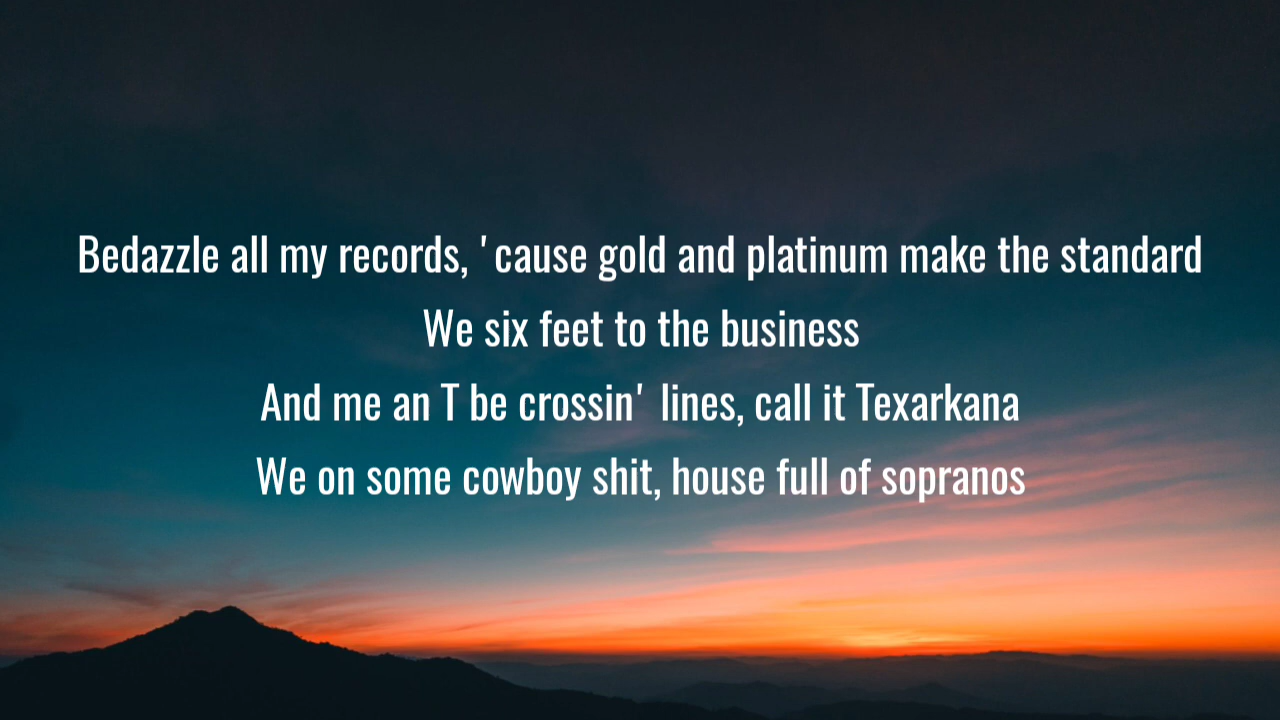 Bedazzle all my records, 'cause gold and platinum make the standard
We six feet to the business
And me an T be crossin' lines, call it Texarkana
We on some cowboy shit, house full of sopranos